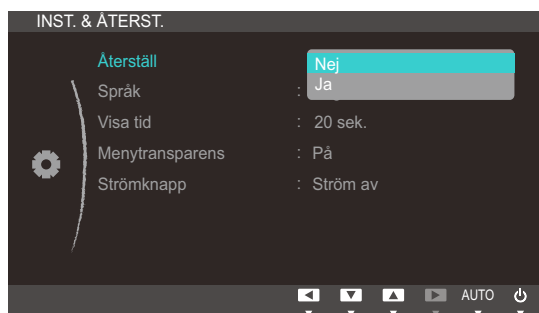 INST. & ÅTERST.
Återställ
Nej
Ja
Språk :
Visa tid : 20 sek.
Menytransparens : På
Strömknapp : Ström av
AUTO